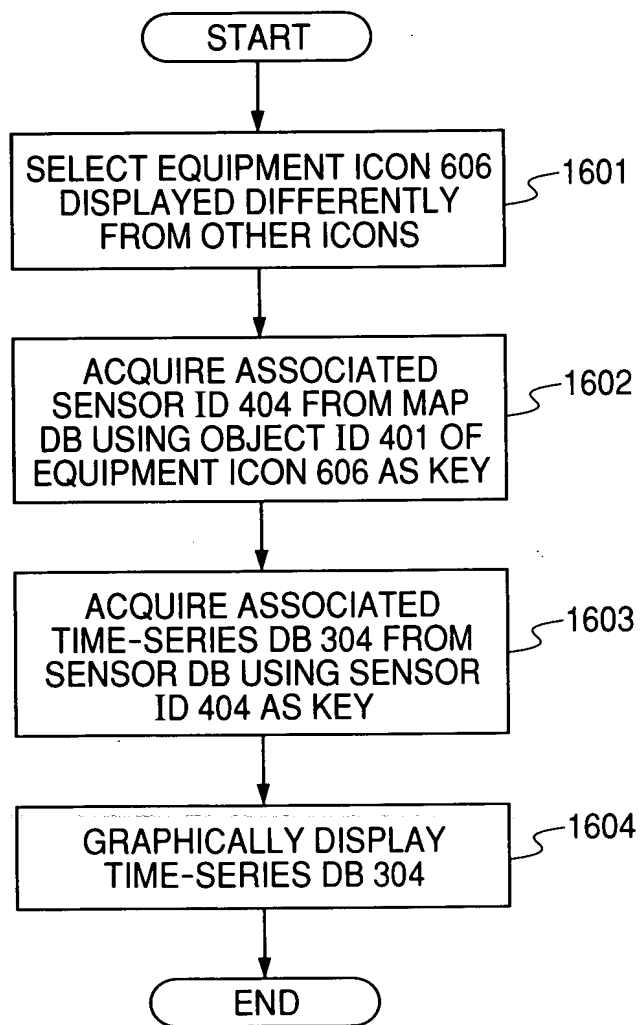 START
SELECT EQUIPMENT ICON 606
DISPLAYED DIFFERENTLY
FROM OTHER ICONS
1601
ACQUIRE ASSOCIATED
SENSOR ID 404 FROM MAP
DB USING OBJECT ID 401 OF
EQUIPMENT ICON 606 AS KEY
1602
ACQUIRE ASSOCIATED
TIME-SERIES DB 304 FROM
SENSOR DB USING SENSOR
ID 404 AS KEY
1603
GRAPHICALLY DISPLAY
TIME-SERIES DB 304
1604
END